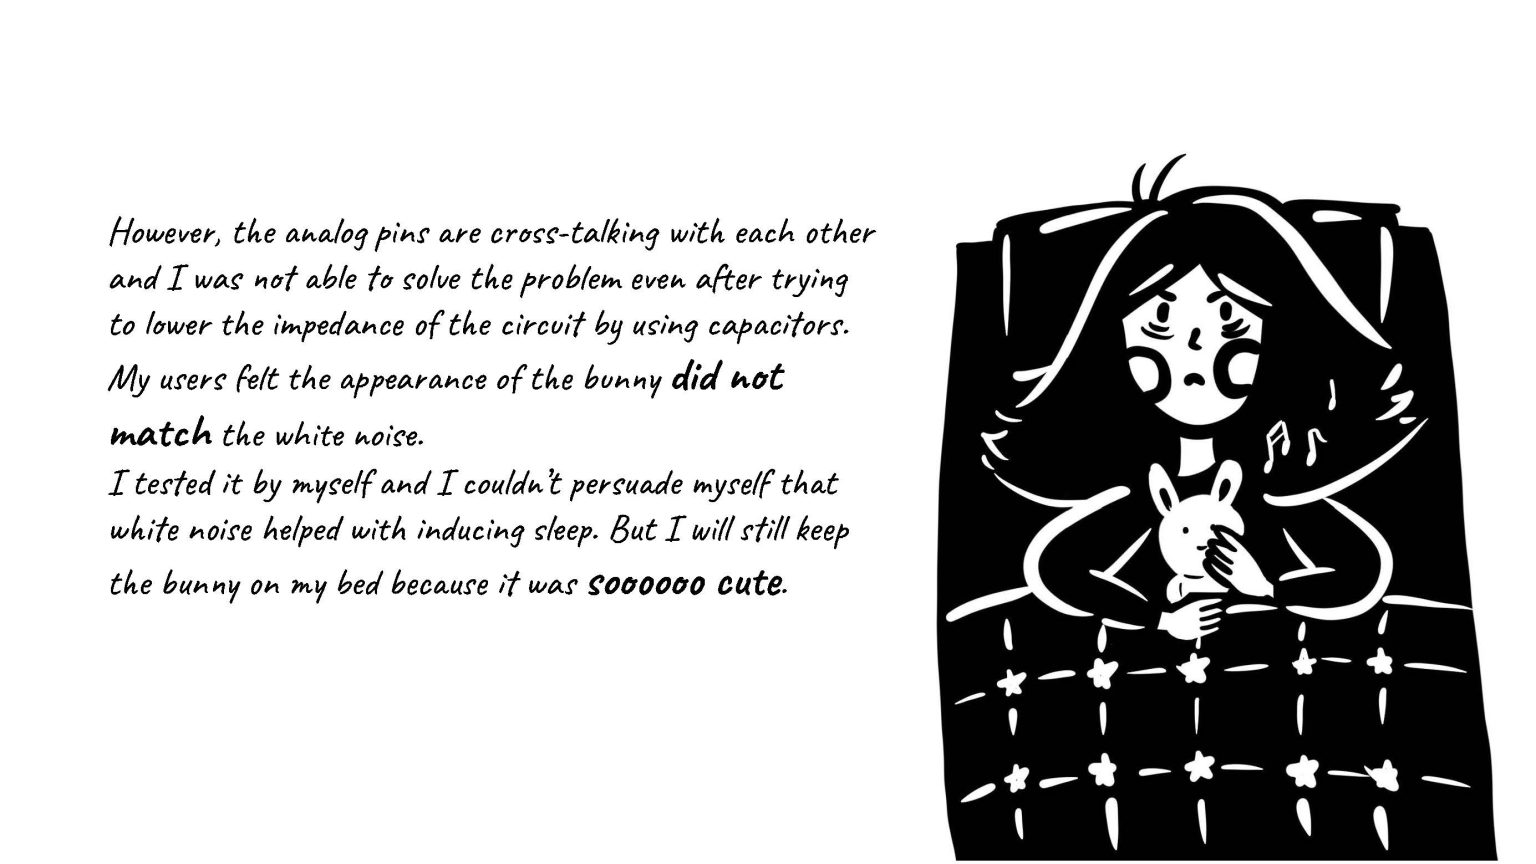 However, the analog pins are cross-talking with each other
and I was not able to solve the problem even after trying
to lower the impedance of the circuit by using capacitors.
My users felt the appearance of the bunny did not
match the white noise.
I tested it by myself and I couldn't persuade myself that
white noise helped with inducing sleep. But I will still keep
the bunny on my bed because it was soooooo cute.